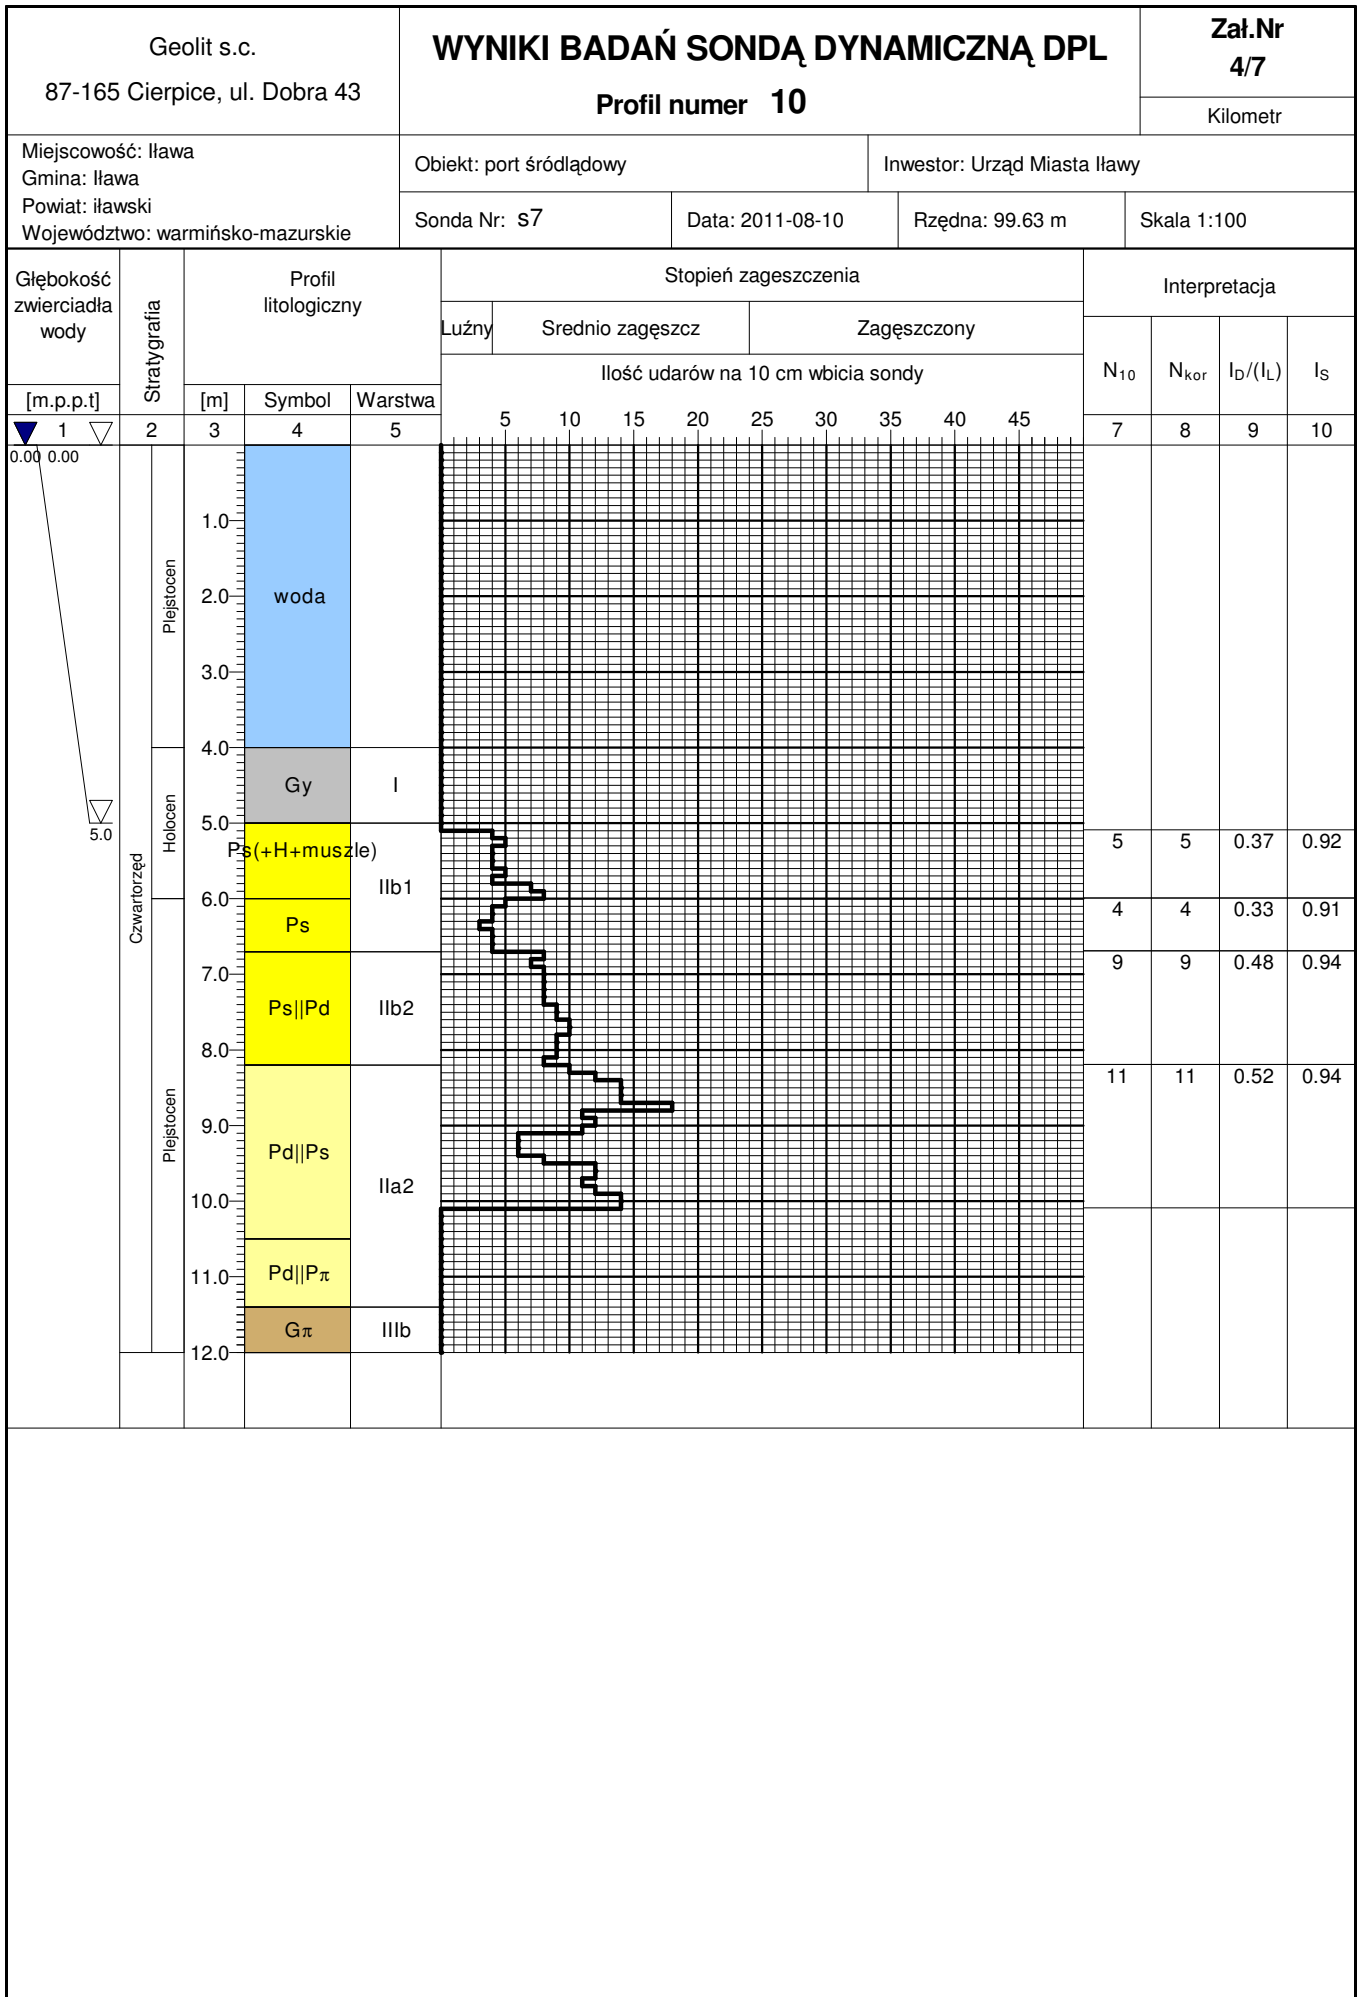 Geolit s.c.
87-165 Cierpice, ul. Dobra 43
WYNIKI BADAŃ SONDĄ DYNAMICZNĄ DPL
Profil numer 10
Zał.Nr
4/7
Kilometr
Miejscowość: Iława
Gmina: Iława
Powiat: iławski
Województwo: warmińsko-mazurskie
Obiekt: port śródlądowy
Inwestor: Urząd Miasta Iławy
Sonda Nr: s7
Data: 2011-08-10
Rzędna: 99.63 m
Skala 1:100
Głębokość
zwierciadła
wody
[m.p.p.t]
Stratygrafia
Profil
litologiczny
[m] Symbol Warstwa
Stopień zageszczenia
Luźny Srednio zagęszcz Zagęszczony
Ilość udarów na 10 cm wbicia sondy
5 10 15 20 25 30 35 40 45
Interpretacja
N10 Nkor ID/(IL) IS
1 2 3 4 5 7 8 9 10
0.00 0.00
1.0
Plejstocen
2.0 woda
3.0
4.0
Gy I
Holocen
5.0
5.0
Ps(+H+muszle) 5 5 0.37 0.92
IIb1
6.0
Czwartorzęd
Ps 4 4 0.33 0.91
7.0 9 9 0.48 0.94
Ps||Pd IIb2
8.0
11 11 0.52 0.94
9.0
Plejstocen
Pd||Ps
IIa2
10.0
11.0 Pd||Pπ
Gπ IIIb
12.0